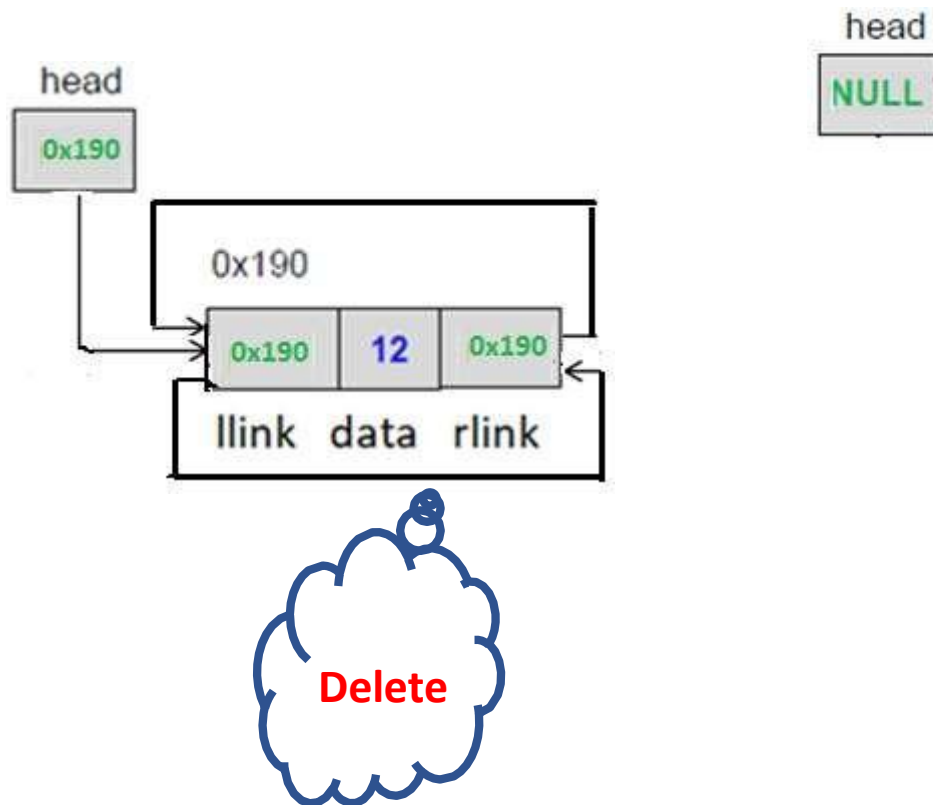 head
NULL
head
0x190
0x190
0x190 12 0x190
llink data rlink
Delete